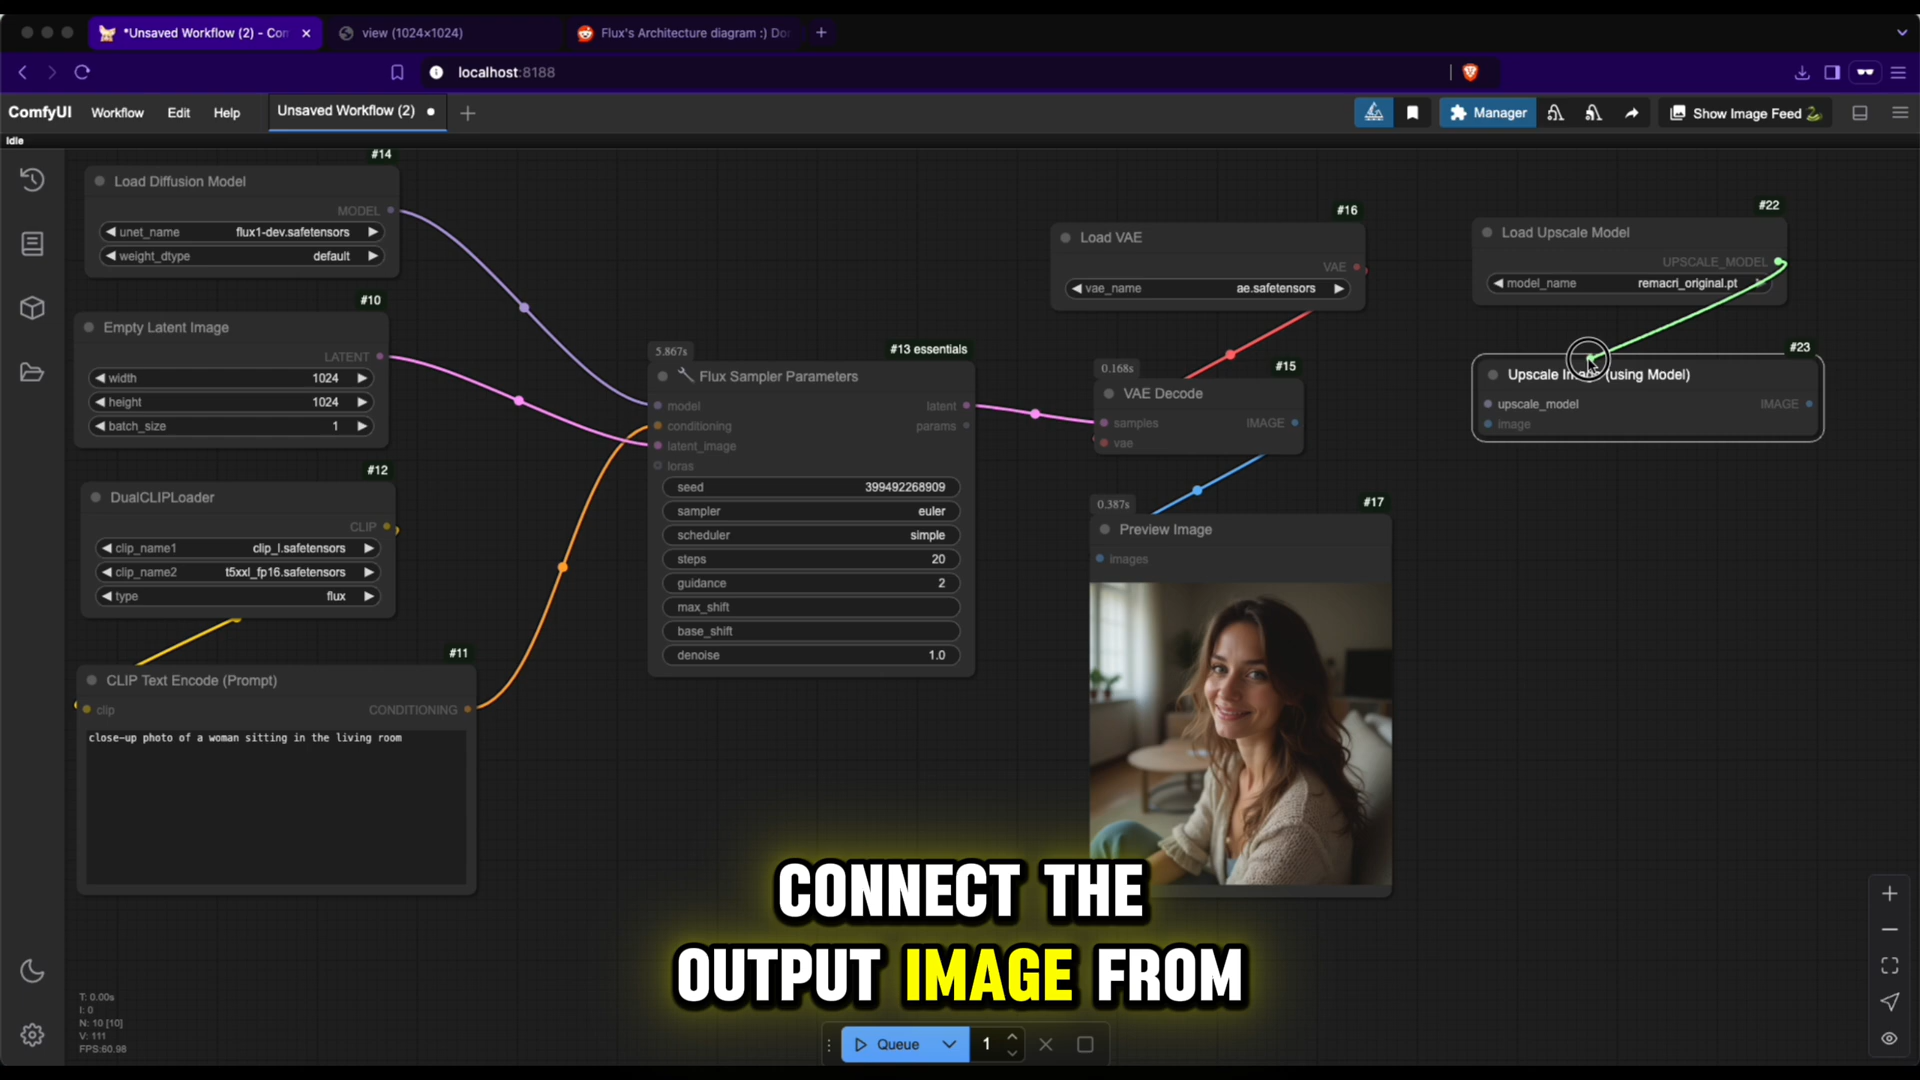 *Unsaved Workflow (2) - Con
view (1024×1024)
Flux's Architecture diagram :) Do
localhost:8188
ComfyUI
Workflow
Edit
Help
Unsaved Workflow (2)
Manager
Show Image Feed
Idle
#14
Load Diffusion Model
MODEL
unet_name flux1-dev.safetensors
weight_dtype default
#10
Empty Latent Image
LATENT
width 1024
height 1024
batch_size 1
#12
DualCLIPLoader
CLIP
clip_name1 clip_l.safetensors
clip_name2 t5xxl_fp16.safetensors
type flux
#11
CLIP Text Encode (Prompt)
clip CONDITIONING
close-up photo of a woman sitting in the living room
5.867s
#13 essentials
Flux Sampler Parameters
model latent
conditioning params
latent_image
loras
seed 399492268909
sampler euler
scheduler simple
steps 20
guidance 2
max_shift
base_shift
denoise 1.0
#16
Load VAE
VAE
vae_name ae.safetensors
0.168s
#15
VAE Decode
samples IMAGE
vae
0.387s
#17
Preview Image
images
#22
Load Upscale Model
UPSCALE_MODEL
model_name remacri_original.pt
#23
Upscale Im (using Model)
upscale_model IMAGE
image
CONNECT THE
OUTPUT IMAGE FROM
T: 0.00s
I: 0
N: 10 [10]
V: 111
FPS:60.98
Queue
1